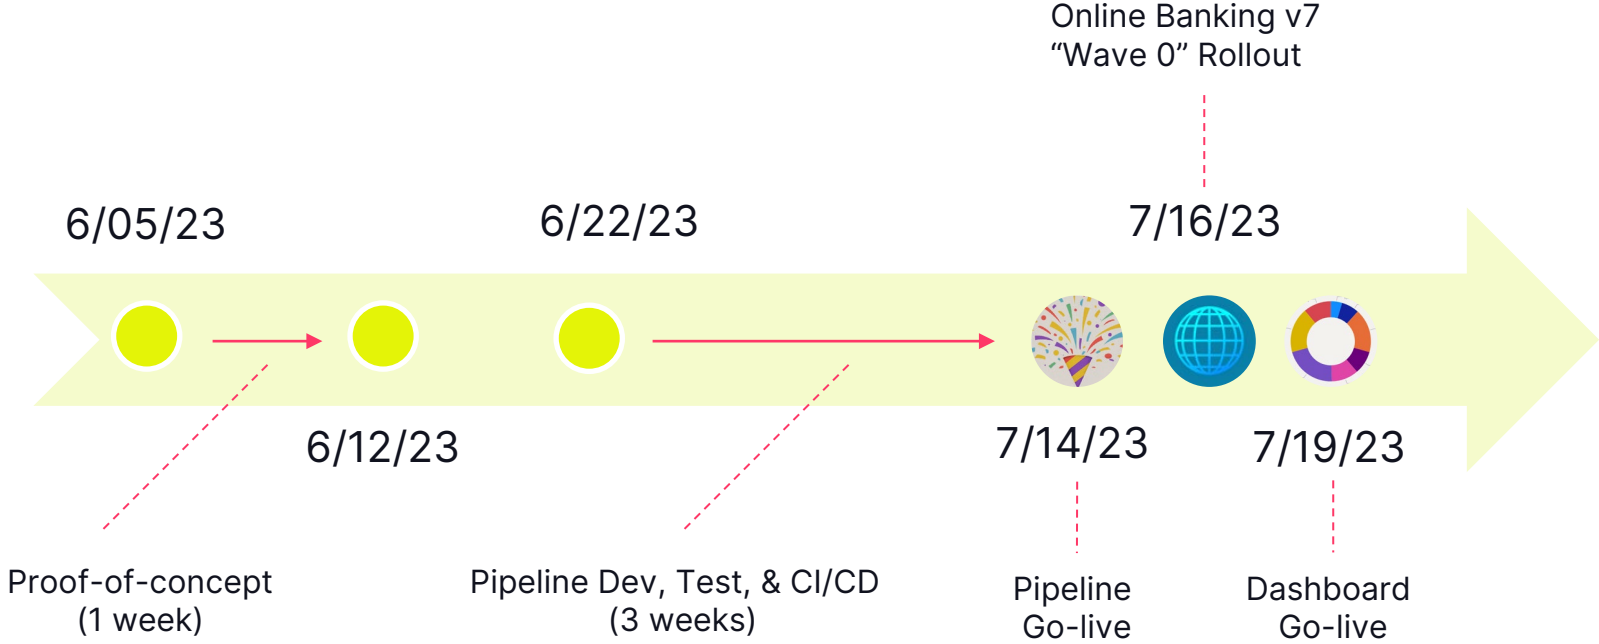 Online Banking v7
“Wave 0” Rollout
6/05/23
6/22/23
7/16/23
6/12/23
7/14/23
7/19/23
Proof-of-concept
(1 week)
Pipeline Dev, Test, & CI/CD
(3 weeks)
Pipeline
Go-live
Dashboard
Go-live